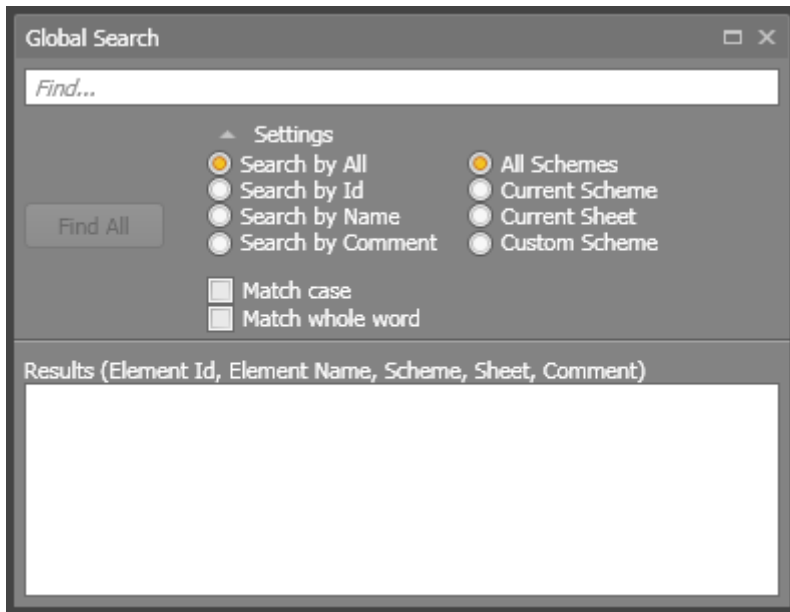 Global Search
Find...
Settings
Search by All
All Schemes
Search by Id
Current Scheme
Find All
Search by Name
Current Sheet
Search by Comment
Custom Scheme
Match case
Match whole word
Results (Element Id, Element Name, Scheme, Sheet, Comment)